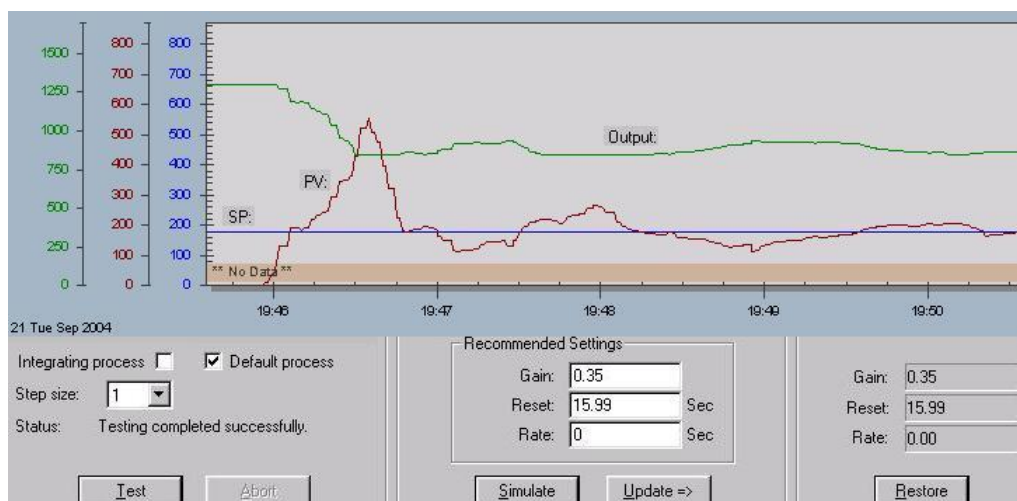 800 800
1500
700 700
1250
600 600
1000
500 500
Output:
400 400
750
PV:
300 300
500
SP:
200 200
250
100 100
** No Data **
0 0 0
19:46 19:47 19:48 19:49 19:50
21 Tue Sep 2004
Integrating process Default process
Step size: 1
Status: Testing completed successfully.
Test Abort
Recommended Settings
Gain: 0.35
Reset: 15.99 Sec
Rate: 0 Sec
Simulate Update =>
Gain: 0.35
Reset: 15.99
Rate: 0.00
Restore